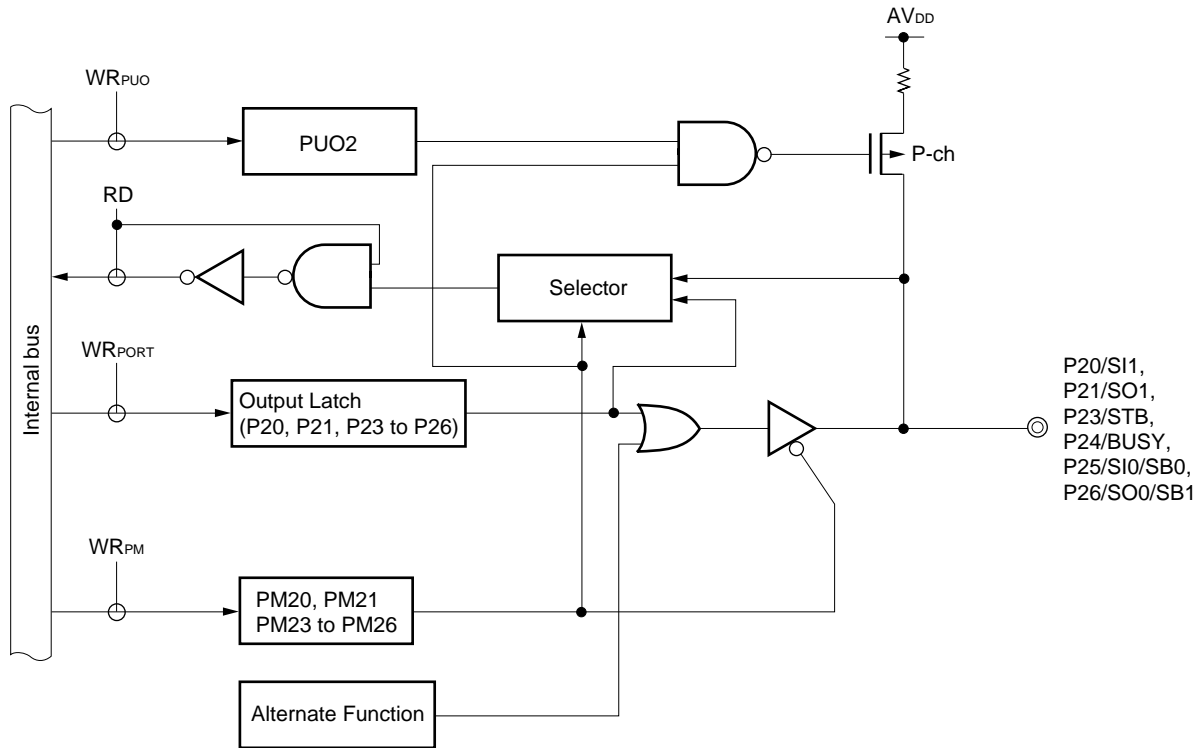 AVDD
WRPUO
PUO2
P-ch
RD
Selector
Internal bus
WRPORT
Output Latch
(P20, P21, P23 to P26)
P20/SI1,
P21/SO1,
P23/STB,
P24/BUSY,
P25/SI0/SB0,
P26/SO0/SB1
WRPM
PM20, PM21
PM23 to PM26
Alternate Function